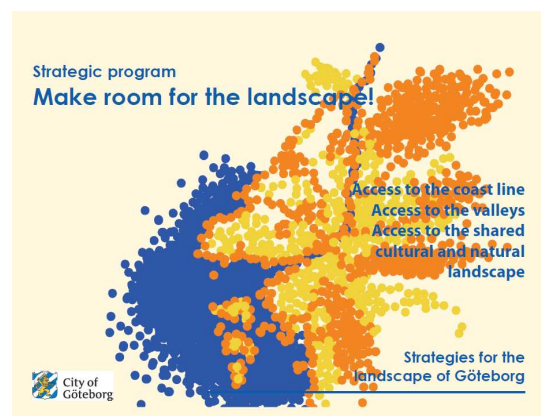 Strategic program
Make room for the landscape!
Access to the coast line
Access to the valleys
Access to the shared
cultural and natural
landscape
Strategies for the
landscape of Göteborg
City of
Göteborg